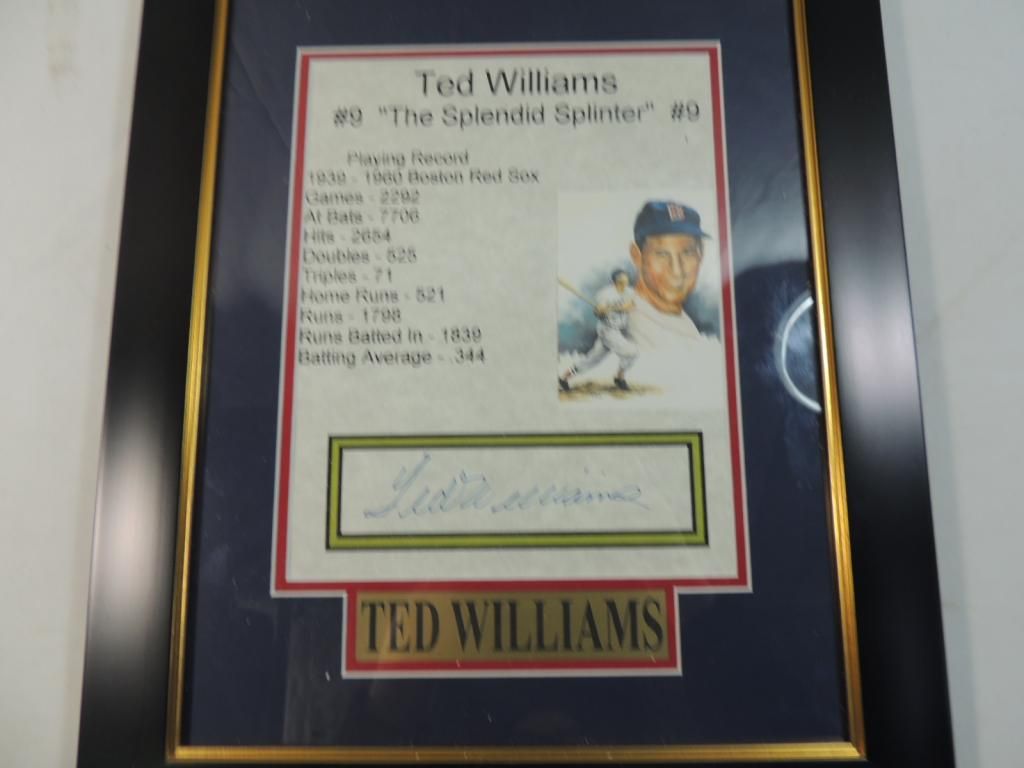 Ted Williams
#9 "The Splendid Splinter" #9
Playing Record
1939 - 1960 Boston Red Sox
Games - 2292
At Bats - 7706
Hits - 2654
Doubles - 525
Triples - 71
Home Runs - 521
Runs - 1798
Runs Batted In - 1839
Batting Average - .344
B
Ted Williams
TED WILLIAMS